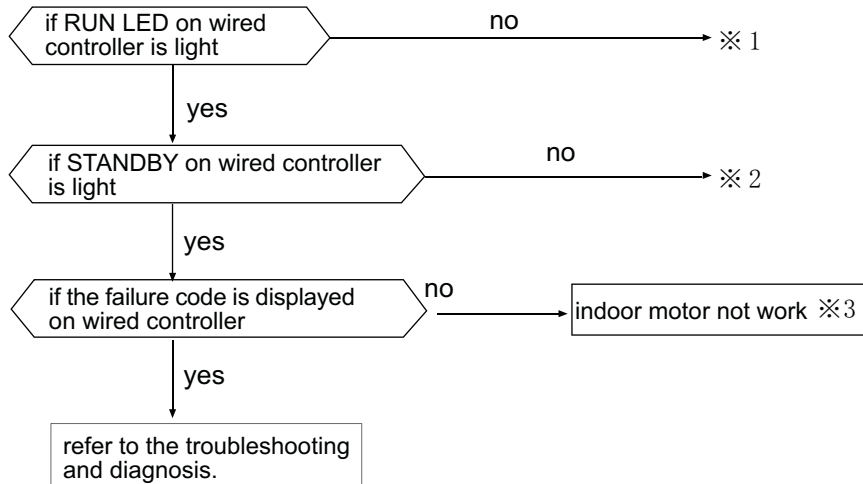 if RUN LED on wired
controller is light
no
※1
yes
if STANDBY on wired controller
is light
no
※2
yes
if the failure code is displayed
on wired controller
no
indoor motor not work ※3
yes
refer to the troubleshooting
and diagnosis.